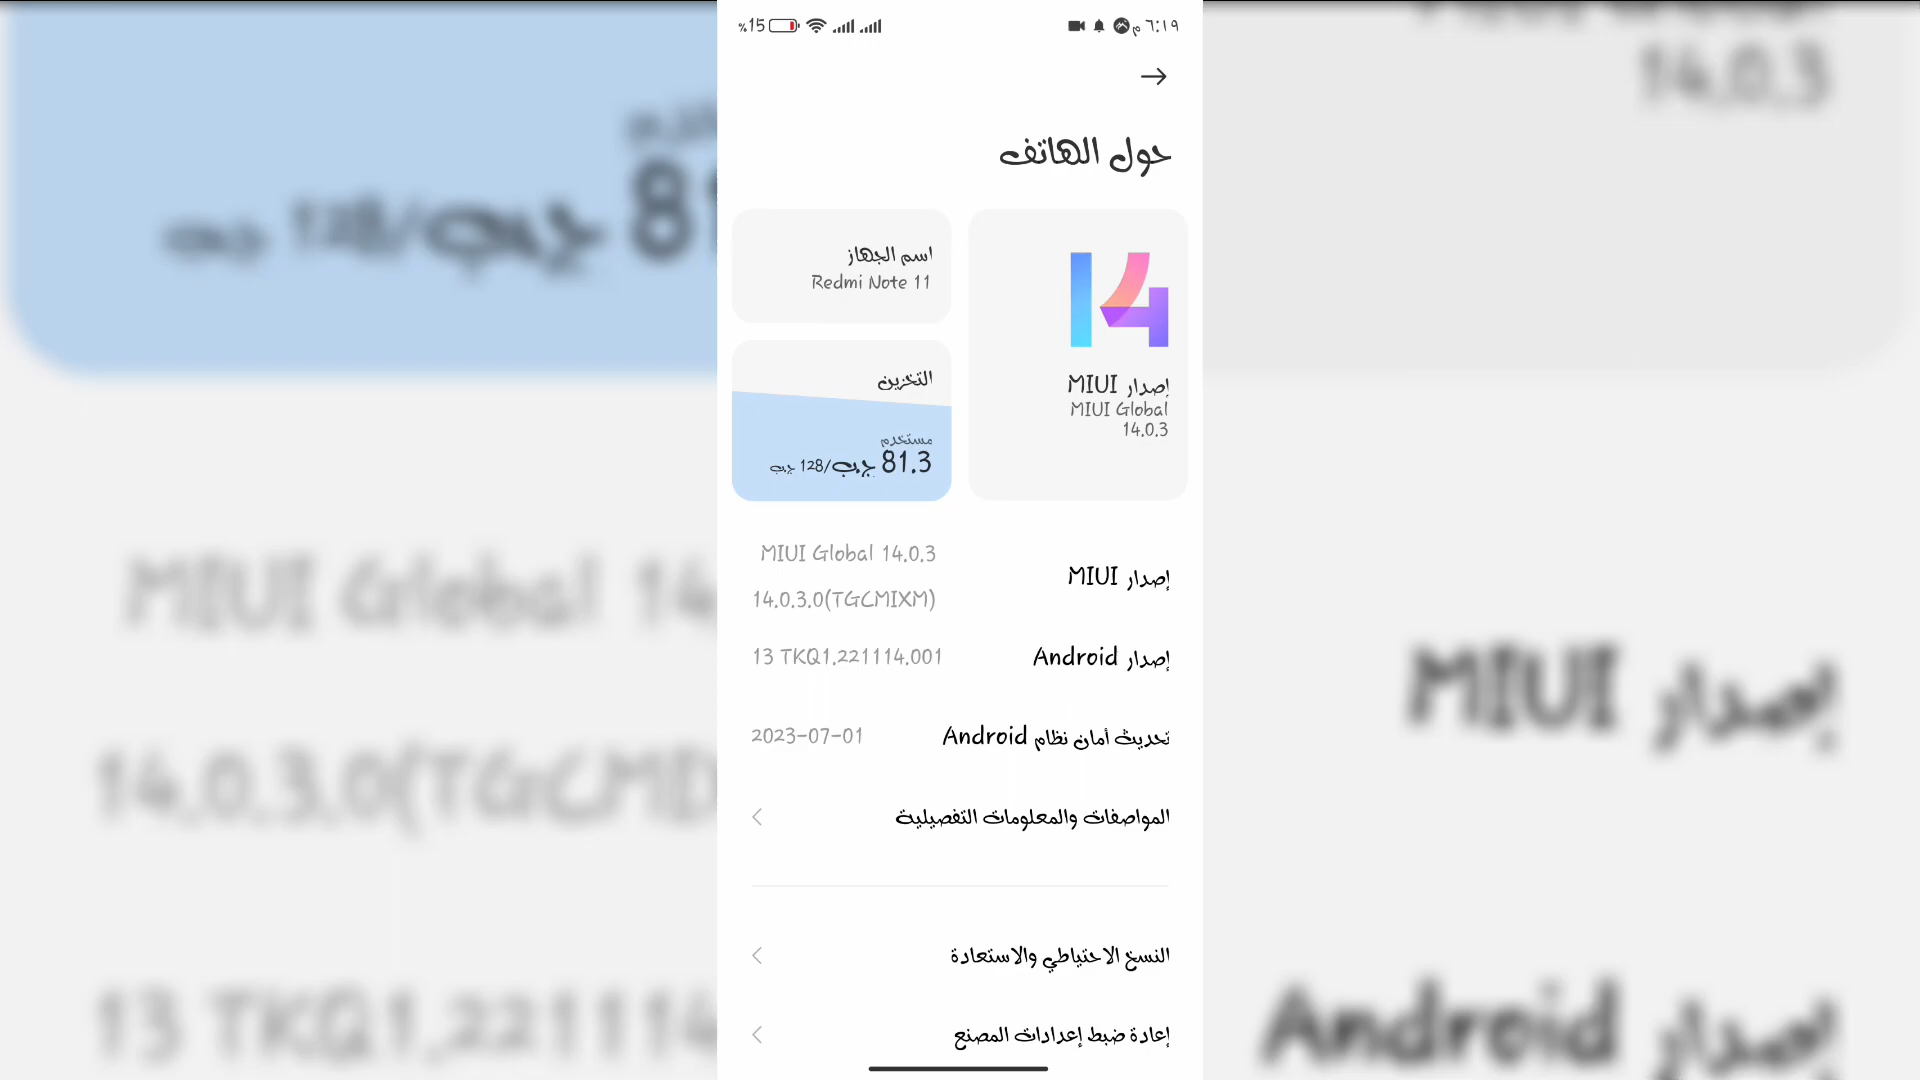 ٦:١٩ م
%15
حول الهاتف
14
إصدار MIUI
MIUI Global
14.0.3
اسم الجهاز
Redmi Note 11
التخزين
مستخدم
81.3 ج.ب/128 ج.ب
إصدار MIUI
MIUI Global 14.0.3
14.0.3.0(TGCMIXM)
إصدار Android
13 TKQ1.221114.001
تحديث أمان نظام Android
2023-07-01
المواصفات والمعلومات التفصيلية
النسخ الاحتياطي والاستعادة
إعادة ضبط إعدادات المصنع